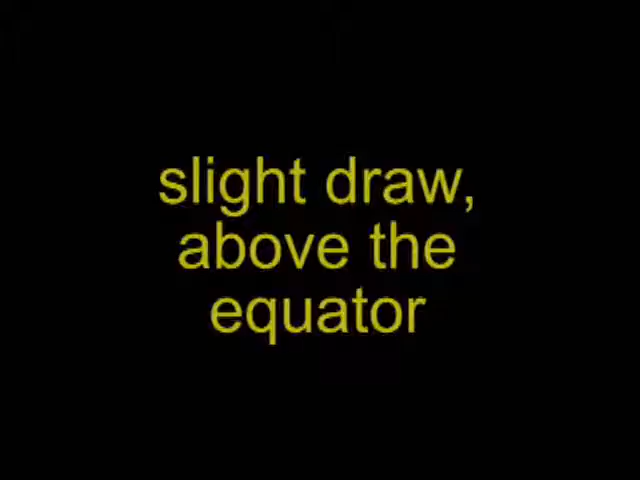 slight draw,
above the
equator